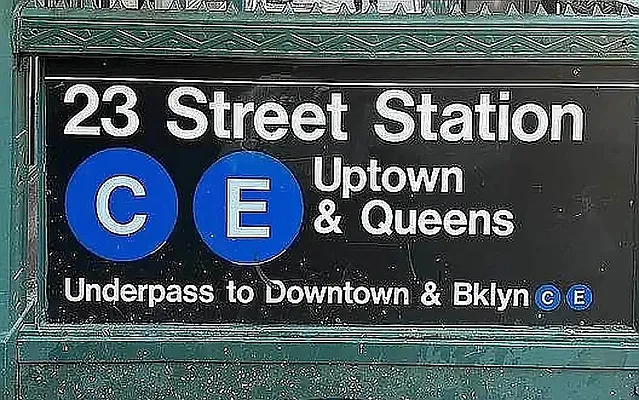 23 Street Station
C E Uptown
& Queens
Underpass to Downtown & Bklyn C E